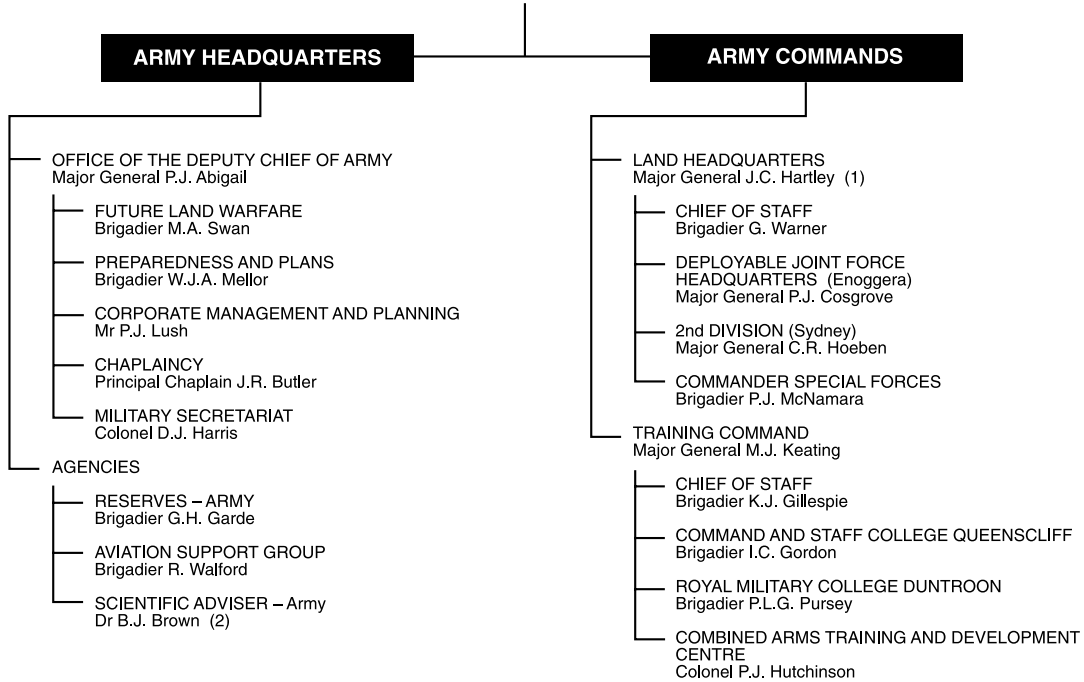 ARMY HEADQUARTERS
OFFICE OF THE DEPUTY CHIEF OF ARMY
Major General P.J. Abigail
FUTURE LAND WARFARE
Brigadier M.A. Swan
PREPAREDNESS AND PLANS
Brigadier W.J.A. Mellor
CORPORATE MANAGEMENT AND PLANNING
Mr P.J. Lush
CHAPLAINCY
Principal Chaplain J.R. Butler
MILITARY SECRETARIAT
Colonel D.J. Harris
AGENCIES
RESERVES – ARMY
Brigadier G.H. Garde
AVIATION SUPPORT GROUP
Brigadier R. Walford
SCIENTIFIC ADVISER – Army
Dr B.J. Brown (2)
ARMY COMMANDS
LAND HEADQUARTERS
Major General J.C. Hartley (1)
CHIEF OF STAFF
Brigadier G. Warner
DEPLOYABLE JOINT FORCE
HEADQUARTERS (Enoggera)
Major General P.J. Cosgrove
2nd DIVISION (Sydney)
Major General C.R. Hoeben
COMMANDER SPECIAL FORCES
Brigadier P.J. McNamara
TRAINING COMMAND
Major General M.J. Keating
CHIEF OF STAFF
Brigadier K.J. Gillespie
COMMAND AND STAFF COLLEGE QUEENSCLIFF
Brigadier I.C. Gordon
ROYAL MILITARY COLLEGE DUNTROON
Brigadier P.L.G. Pursey
COMBINED ARMS TRAINING AND DEVELOPMENT
CENTRE
Colonel P.J. Hutchinson